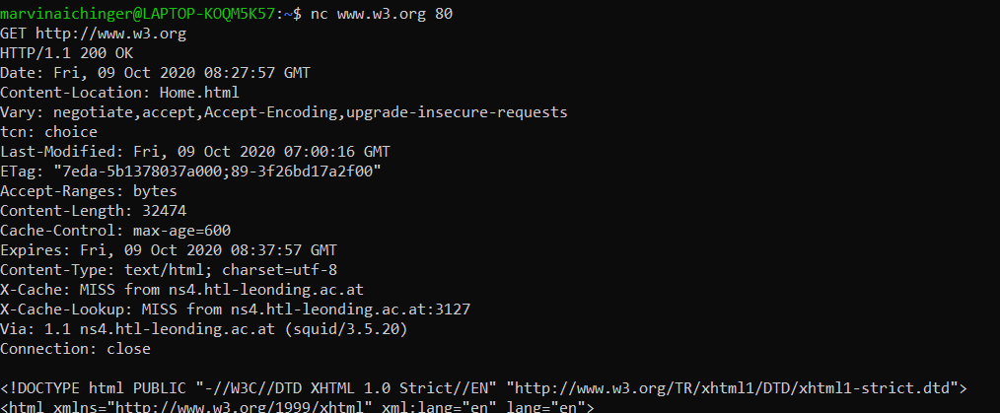 marvinaichinger@LAPTOP-KOQM5K57:~$ nc www.w3.org 80
GET http://www.w3.org
HTTP/1.1 200 OK
Date: Fri, 09 Oct 2020 08:27:57 GMT
Content-Location: Home.html
Vary: negotiate,accept,Accept-Encoding,upgrade-insecure-requests
tcn: choice
Last-Modified: Fri, 09 Oct 2020 07:00:16 GMT
ETag: "7eda-5b1378037a000;89-3f26bd17a2f00"
Accept-Ranges: bytes
Content-Length: 32474
Cache-Control: max-age=600
Expires: Fri, 09 Oct 2020 08:37:57 GMT
Content-Type: text/html; charset=utf-8
X-Cache: MISS from ns4.htl-leonding.ac.at
X-Cache-Lookup: MISS from ns4.htl-leonding.ac.at:3127
Via: 1.1 ns4.htl-leonding.ac.at (squid/3.5.20)
Connection: close
<!DOCTYPE html PUBLIC "-//W3C//DTD XHTML 1.0 Strict//EN" "http://www.w3.org/TR/xhtml1/DTD/xhtml1-strict.dtd">
<html xmlns="http://www.w3.org/1999/xhtml" xml:lang="en" lang="en">